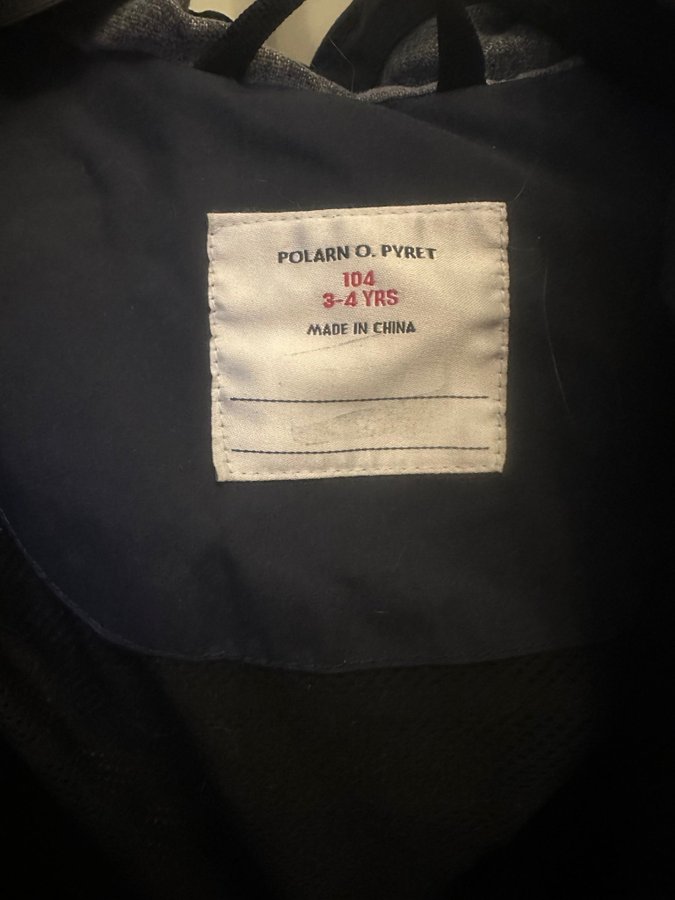 POLARN O. PYRET
104
3-4 YRS
MADE IN CHINA